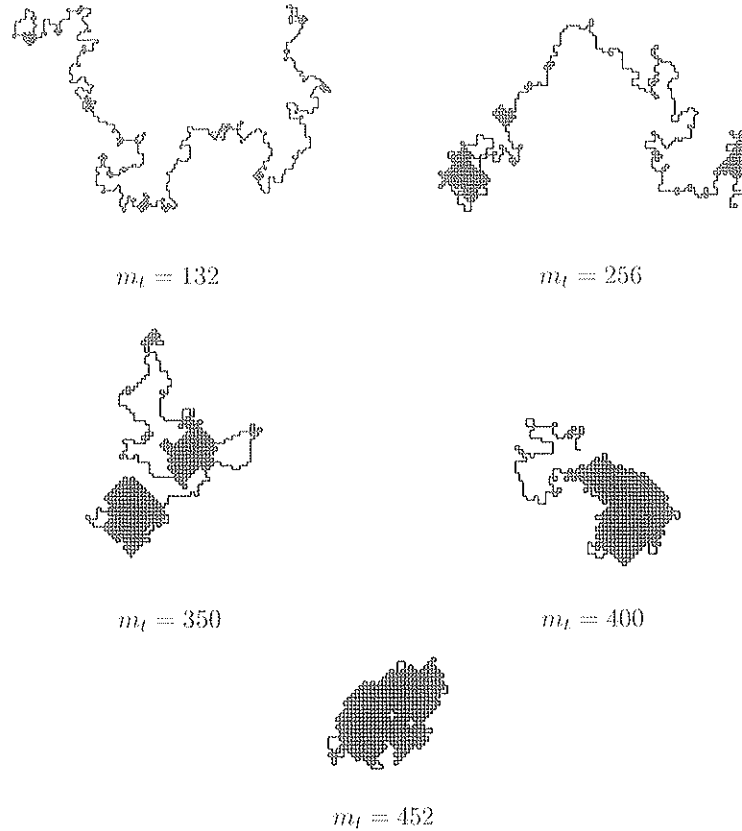 m_t = 132
m_t = 256
m_t = 350
m_t = 400
m_t = 452